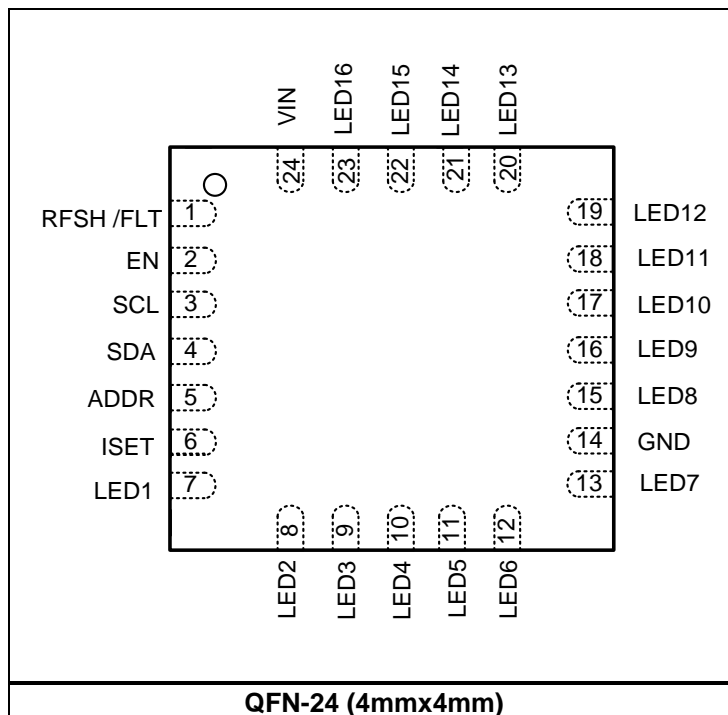 VIN
LED16
LED15
LED14
LED13
24
23
22
21
20
RFSH /FLT
1
19
LED12
EN
2
18
LED11
SCL
3
17
LED10
SDA
4
16
LED9
ADDR
5
15
LED8
ISET
6
14
GND
LED1
7
13
LED7
8
9
10
11
12
LED2
LED3
LED4
LED5
LED6
QFN-24 (4mmx4mm)